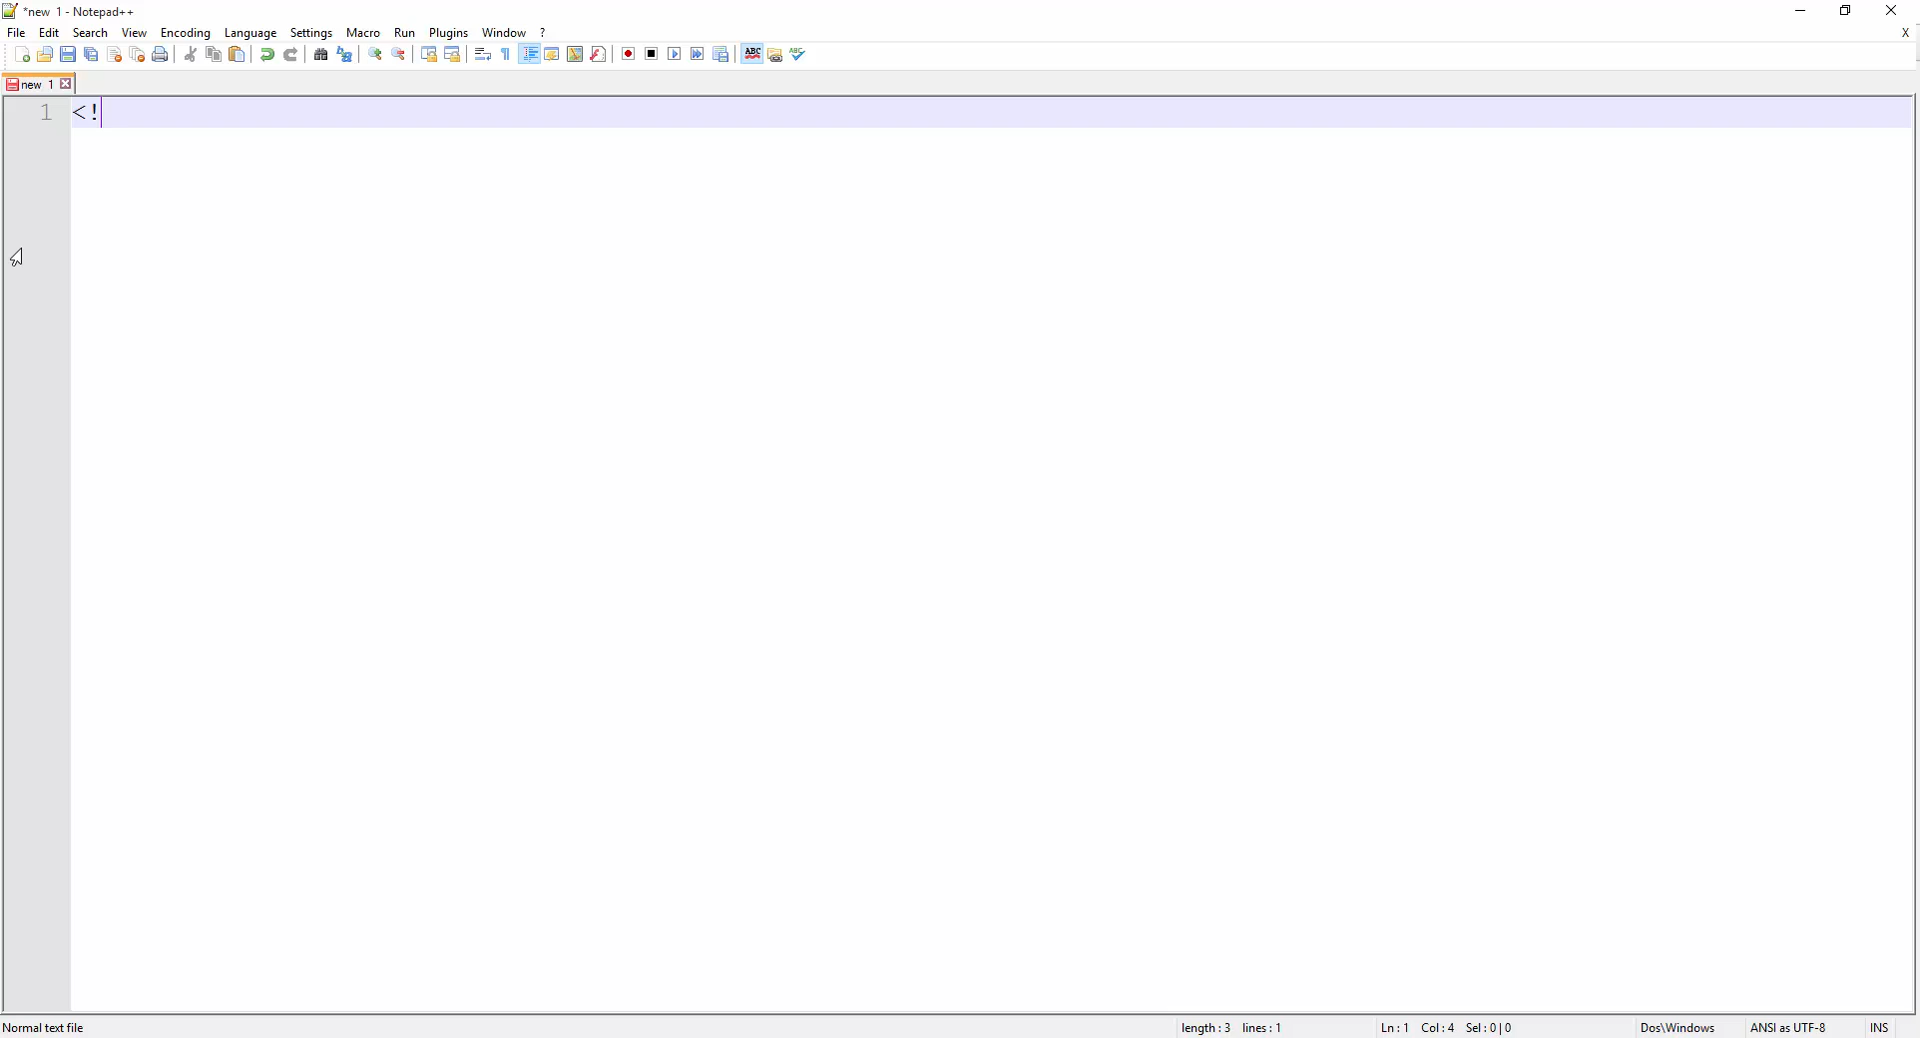 *new 1 - Notepad++
File Edit Search View Encoding Language Settings Macro Run Plugins Window ? X
ABC ABC
new 1
1 <!
Normal text file length : 3 lines : 1 Ln : 1 Col : 4 Sel : 0 | 0 Dos\Windows ANSI as UTF-8 INS